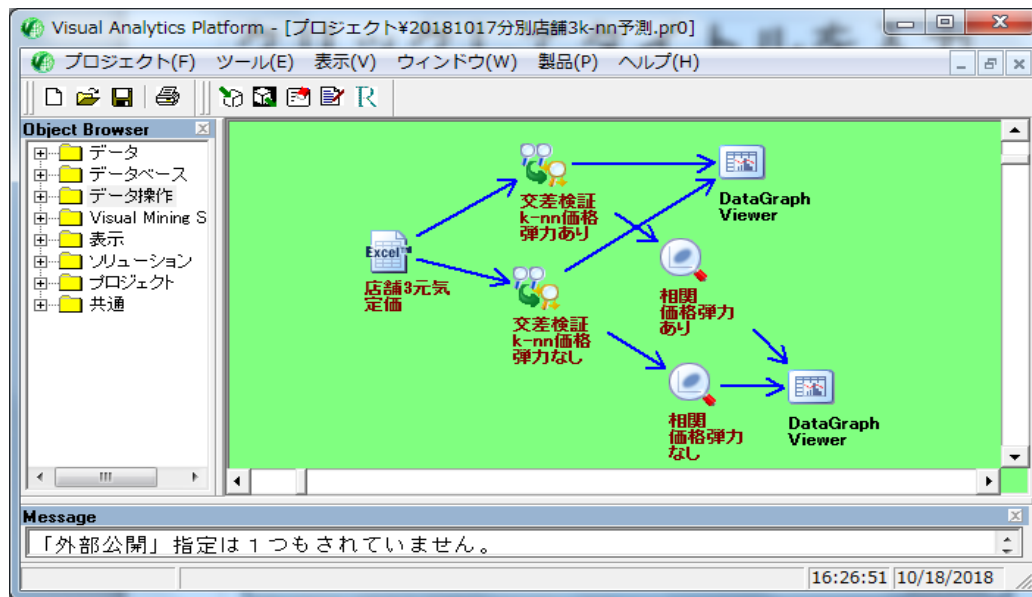 Visual Analytics Platform - [プロジェクト¥20181017分別店舗3k-nn予測.pr0]
プロジェクト(F) ツール(E) 表示(V) ウィンドウ(W) 製品(P) ヘルプ(H)
Object Browser
データ
データベース
データ操作
Visual Mining S
表示
ソリューション
プロジェクト
共通
Excel
店舗3元気
定価
交差検証
k-nn価格
弾力あり
DataGraph
Viewer
交差検証
k-nn価格
弾力なし
相関
価格弾力
あり
相関
価格弾力
なし
DataGraph
Viewer
Message
「外部公開」指定は1つもされていません。
16:26:51 10/18/2018